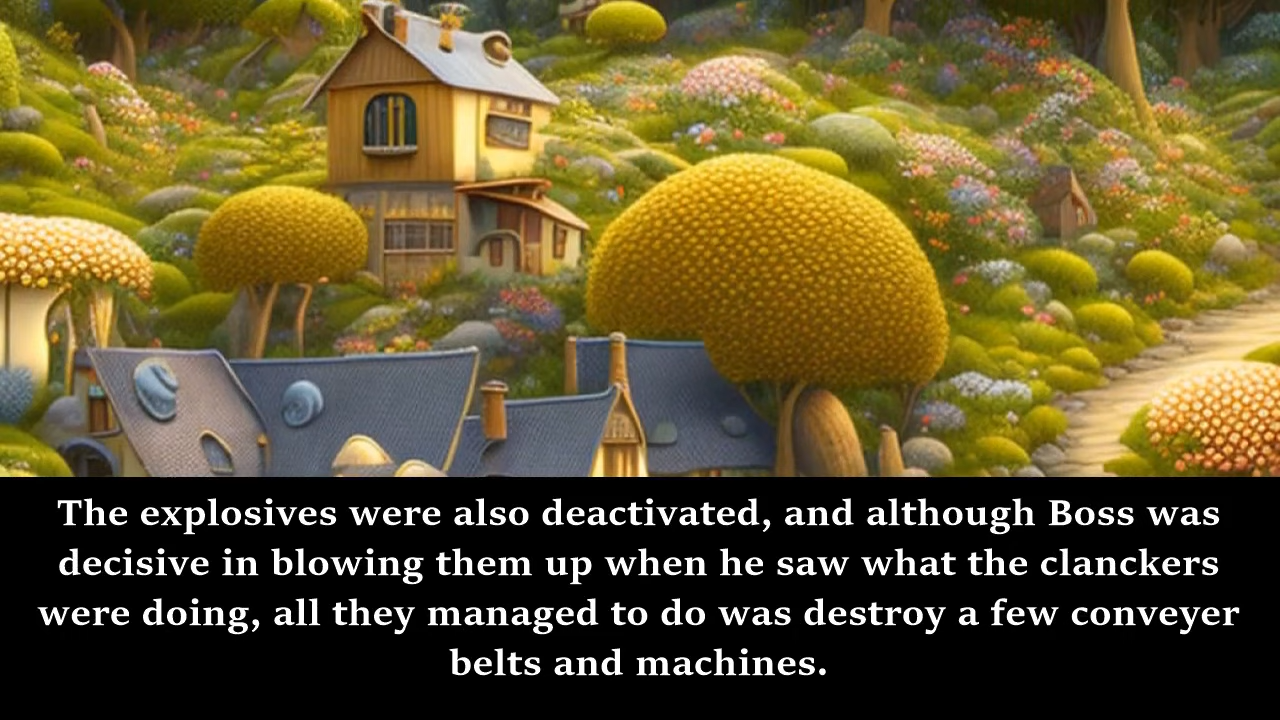 The explosives were also deactivated, and although Boss was
decisive in blowing them up when he saw what the clanckers
were doing, all they managed to do was destroy a few conveyer
belts and machines.